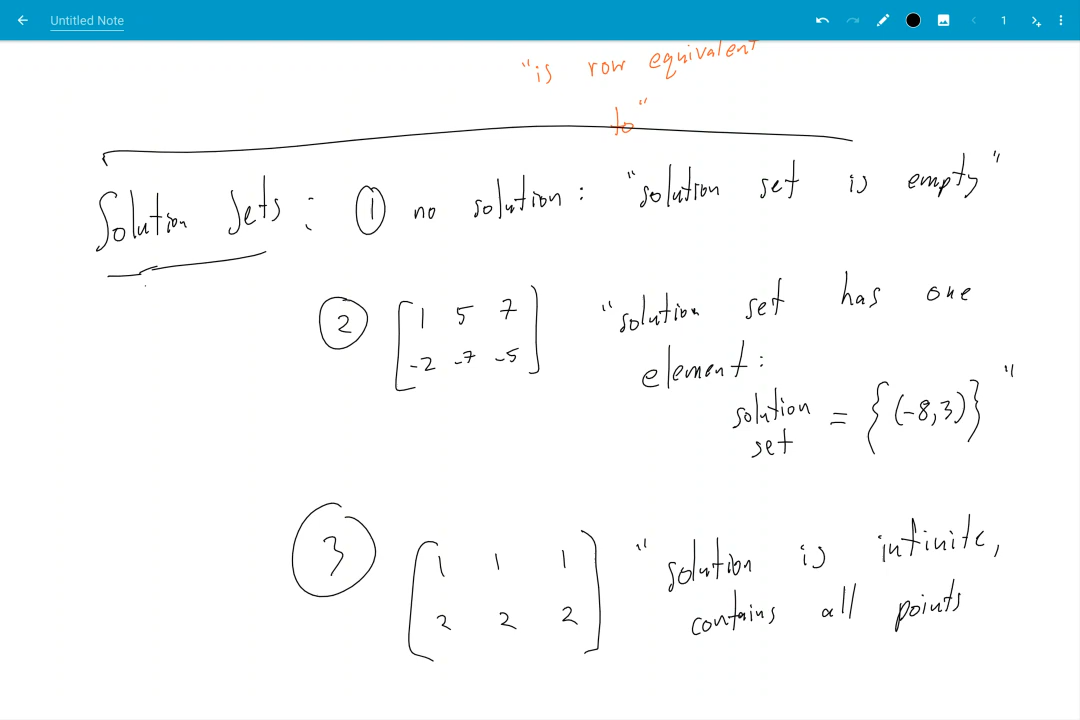 Untitled Note
1
"is row equivalent
to"
Solution Sets: ① no solution: "solution set is empty"
② [1 5 7 "solution set has one
-2 -7 -5] element:
solution set = {(-8,3)}"
③ [1 1 1 "solution is infinite,
2 2 2] contains all points